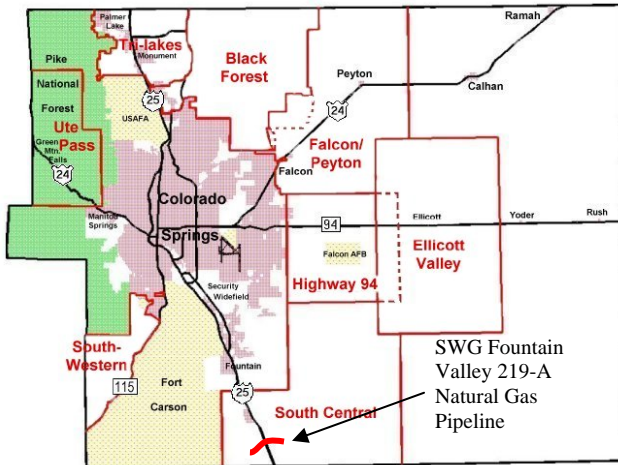 Palmer
Lake
Ramah
Tri-lakes
Monument
Black
Forest
Pike
Peyton
Calhan
25
National
24
USAFA
Forest
Ute
Pass
Falcon/
Peyton
Green
Mtn.
Falls
24
Falcon
Colorado
Manitou
Springs
Springs
94
Ellicott
Yoder
Rush
Falcon AFB
Ellicott
Valley
Highway 94
Security
Widefield
South-
Western
115
Fort
Carson
Fountain
25
South Central
SWG Fountain
Valley 219-A
Natural Gas
Pipeline